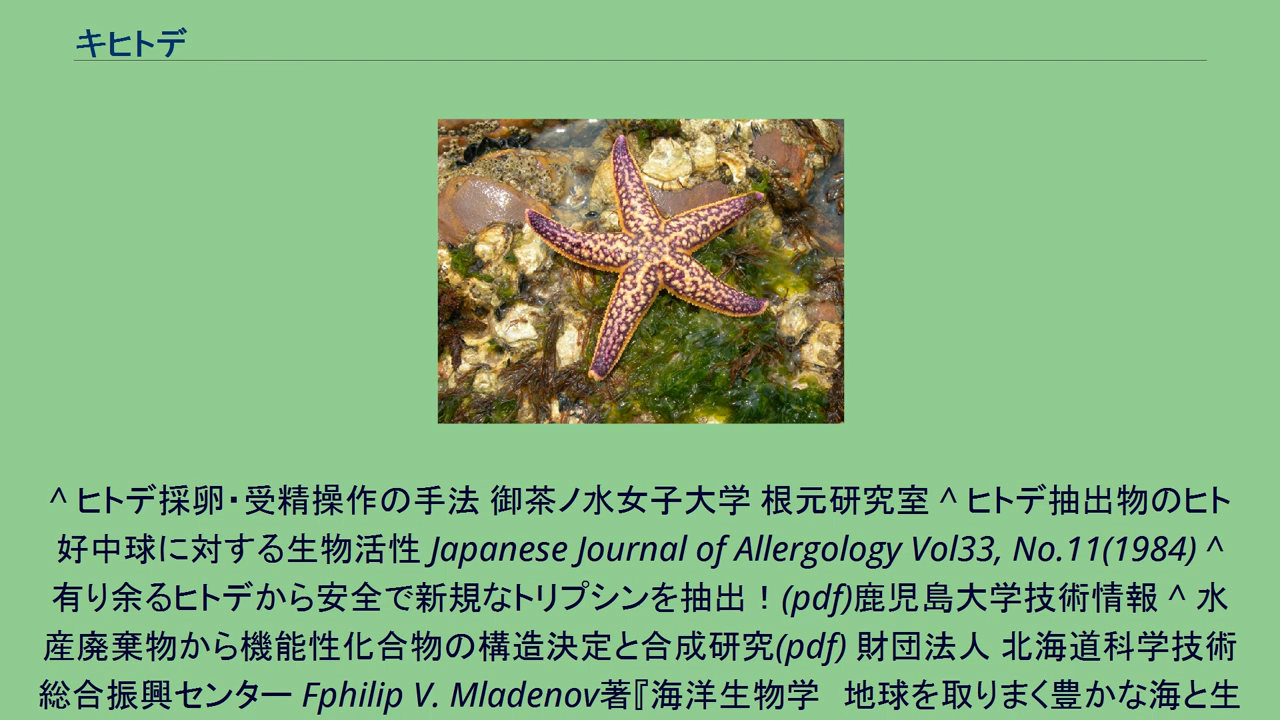 キヒトデ
^ ヒトデ採卵・受精操作の手法 御茶ノ水女子大学 根元研究室 ^ ヒトデ抽出物のヒト
好中球に対する生物活性 Japanese Journal of Allergology Vol33, No.11(1984) ^
有り余るヒトデから安全で新規なトリプシンを抽出！(pdf)鹿児島大学技術情報 ^ 水
産廃棄物から機能性化合物の構造決定と合成研究(pdf) 財団法人 北海道科学技術
総合振興センター Fphilip V. Mladenov著『海洋生物学　地球を取りまく豊かな海と生